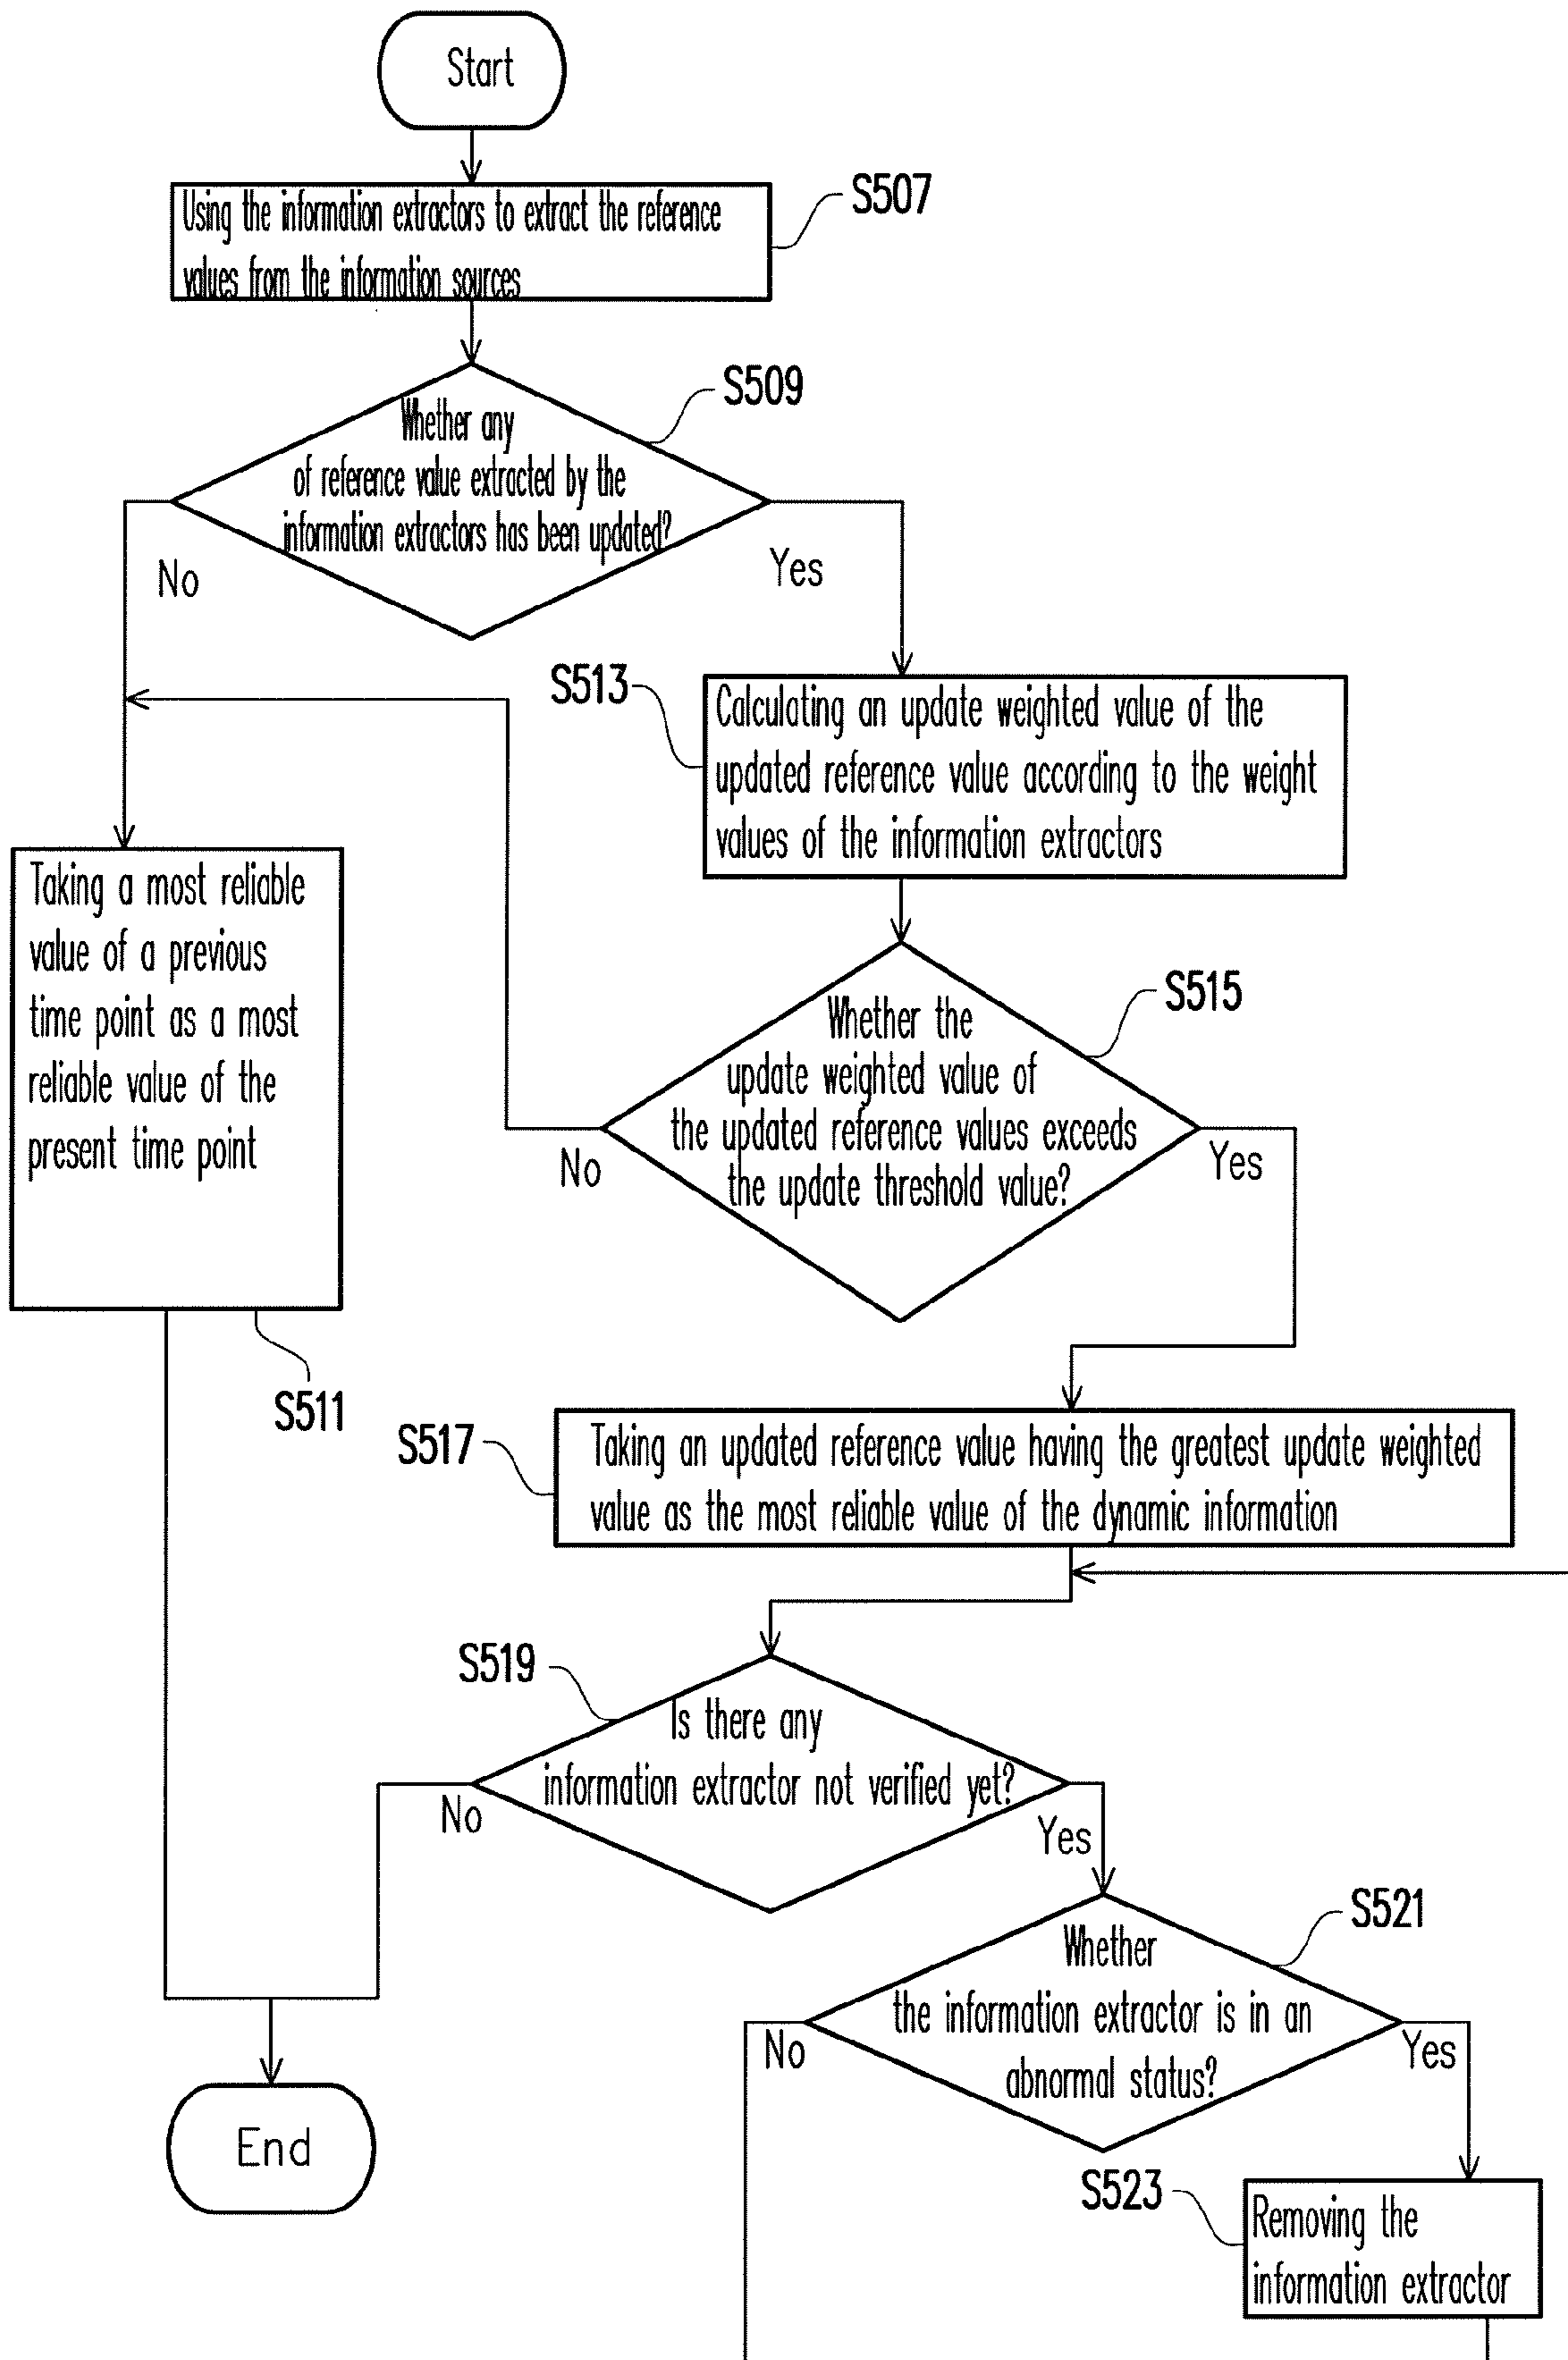 Start
S507
Using the information extractors to extract the reference
values from the information sources
S509
Whether any
of reference value extracted by the
information extractors has been updated?
No
Yes
S513
Calculating an update weighted value of the
updated reference value according to the weight
values of the information extractors
Taking a most reliable
value of a previous
time point as a most
reliable value of the
present time point
S511
S515
Whether the
update weighted value of
the updated reference values exceeds
the update threshold value?
No
Yes
S517
Taking an updated reference value having the greatest update weighted
value as the most reliable value of the dynamic information
S519
Is there any
information extractor not verified yet?
No
Yes
S521
Whether
the information extractor is in an
abnormal status?
No
Yes
End
S523
Removing the
information extractor